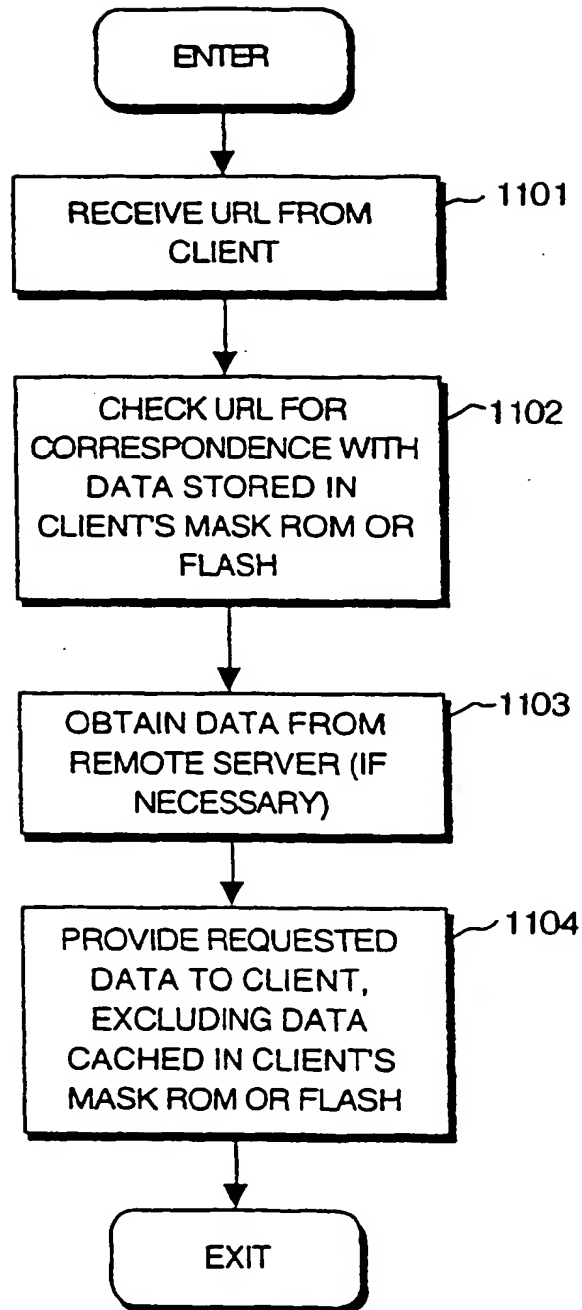 ENTER
RECEIVE URL FROM
CLIENT
1101
CHECK URL FOR
CORRESPONDENCE WITH
DATA STORED IN
CLIENT'S MASK ROM OR
FLASH
1102
OBTAIN DATA FROM
REMOTE SERVER (IF
NECESSARY)
1103
PROVIDE REQUESTED
DATA TO CLIENT,
EXCLUDING DATA
CACHED IN CLIENT'S
MASK ROM OR FLASH
1104
EXIT